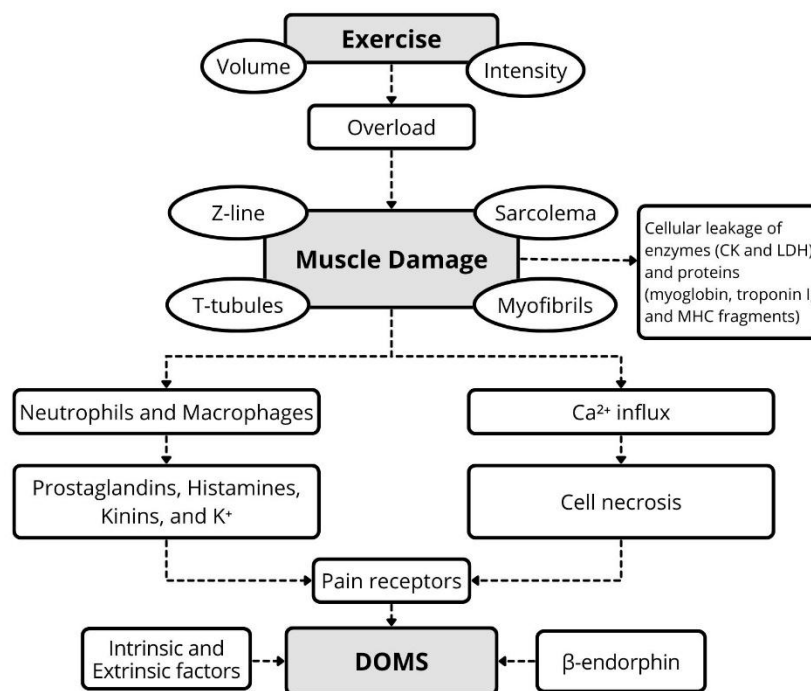 Exercise
Volume
Intensity
Overload
Z-line
Sarcolema
Muscle Damage
T-tubules
Myofibrils
Cellular leakage of
enzymes (CK and LDH)
and proteins
(myoglobin, troponin I,
and MHC fragments)
Neutrophils and Macrophages
Ca²⁺ influx
Prostaglandins, Histamines,
Kinins, and K⁺
Cell necrosis
Pain receptors
Intrinsic and
Extrinsic factors
DOMS
β-endorphin